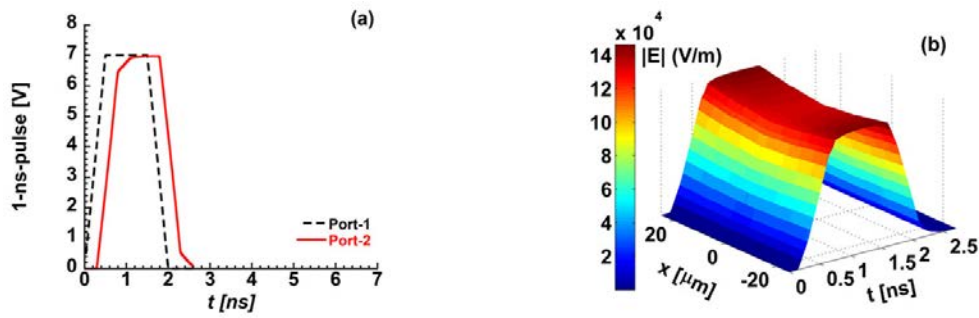 (a)
8
7
6
5
4
3
2
1
0
1-ns-pulse [V]
Port-1
Port-2
0 1 2 3 4 5 6 7
t [ns]
x 10⁴
(b)
|E| (V/m)
14
12
10
8
6
4
2
20
0
-20
x [μm]
0
0.5
1
1.5
2
2.5
t [ns]